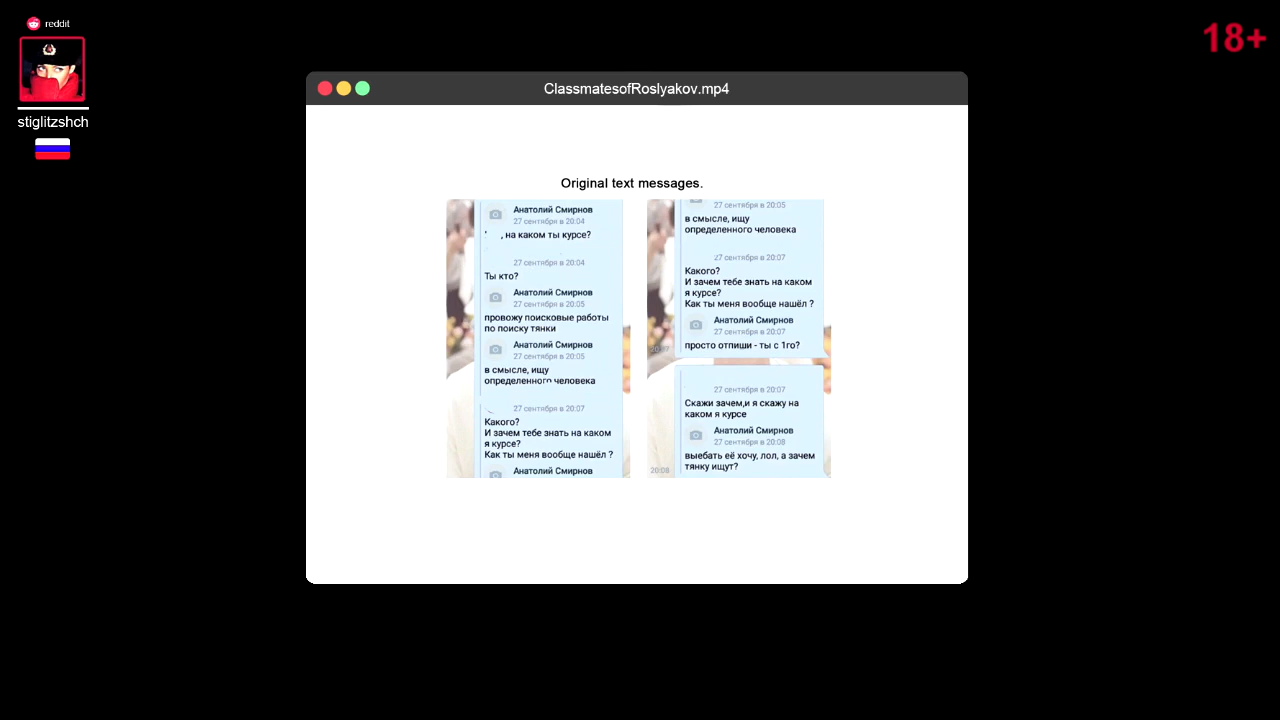 reddit
18+
stiglitzshch
ClassmatesofRoslyakov.mp4
Original text messages.
Анатолий Смирнов
27 сентября в 20:04
, на каком ты курсе?
27 сентября в 20:04
Ты кто?
Анатолий Смирнов
27 сентября в 20:05
провожу поисковые работы
по поиску тянки
Анатолий Смирнов
27 сентября в 20:05
в смысле, ищу
определенного человека
27 сентября в 20:07
Какого?
И зачем тебе знать на каком
я курсе?
Как ты меня вообще нашёл ?
Анатолий Смирнов
27 сентября в 20:05
в смысле, ищу
определенного человека
27 сентября в 20:07
Какого?
И зачем тебе знать на каком
я курсе?
Как ты меня вообще нашёл ?
Анатолий Смирнов
27 сентября в 20:07
просто отпиши - ты с 1го?
20:07
27 сентября в 20:07
Скажи зачем,и я скажу на
каком я курсе
Анатолий Смирнов
27 сентября в 20:08
выебать её хочу, лол, а зачем
тянку ищут?
20:08